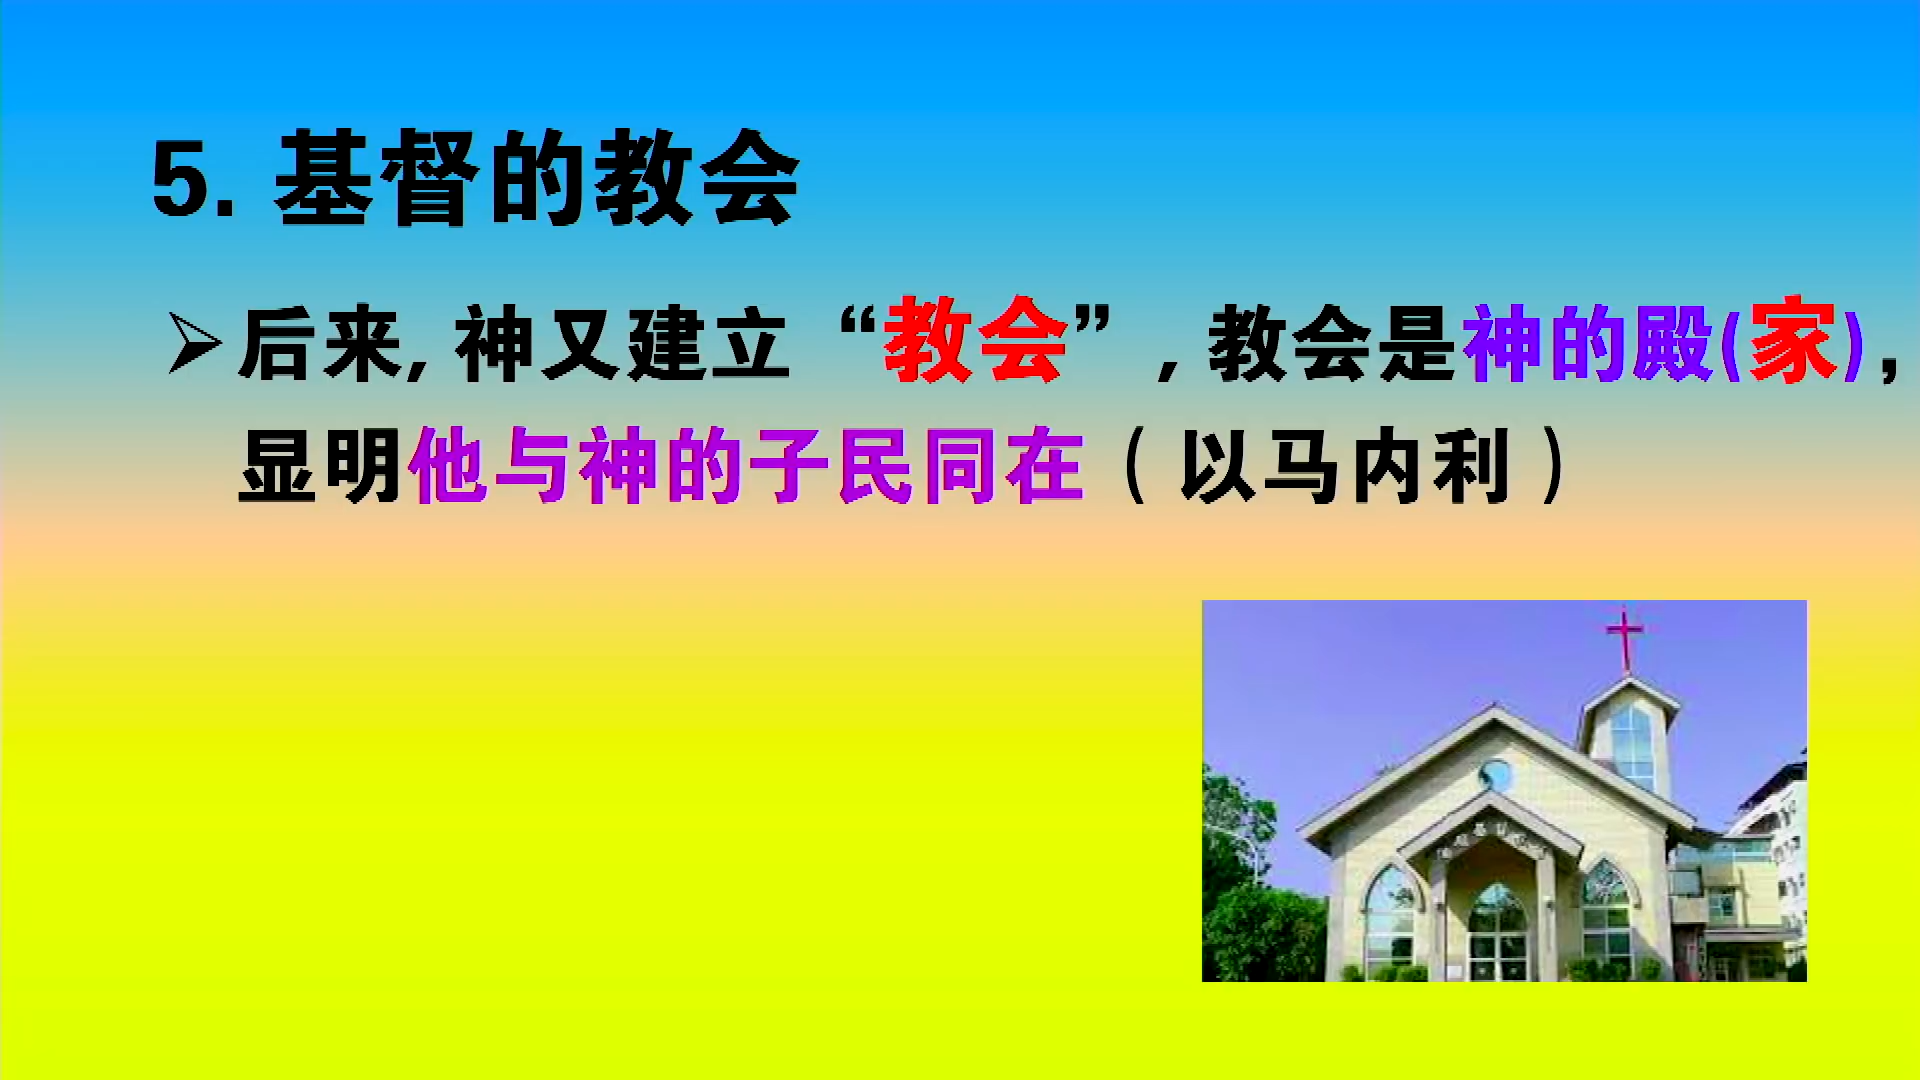 5. 基督的教会
➢后来, 神又建立“教会”, 教会是神的殿(家),
显明他与神的子民同在（以马内利）